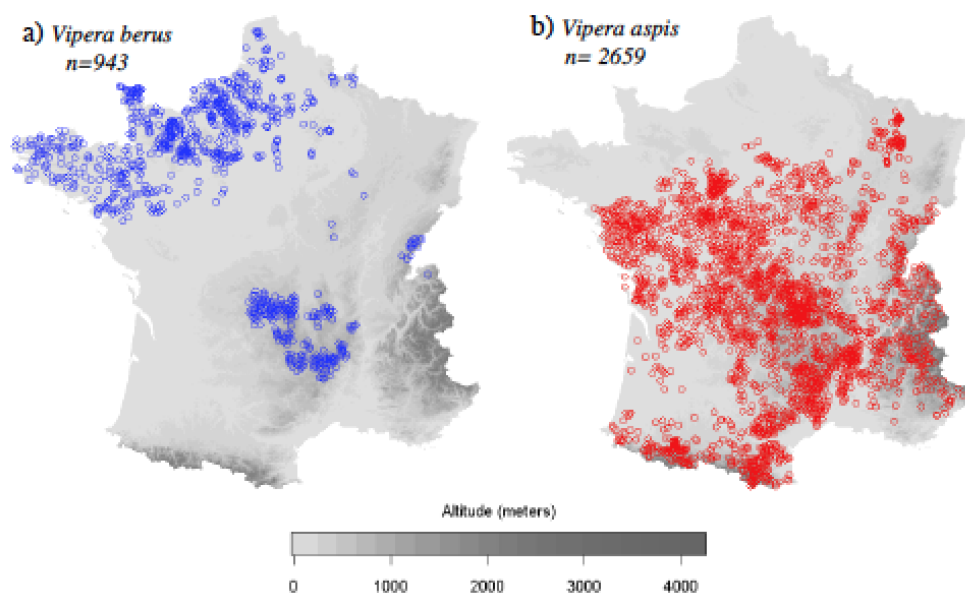 a) Vipera berus
n=943
b) Vipera aspis
n= 2659
Altitude (meters)
0 1000 2000 3000 4000